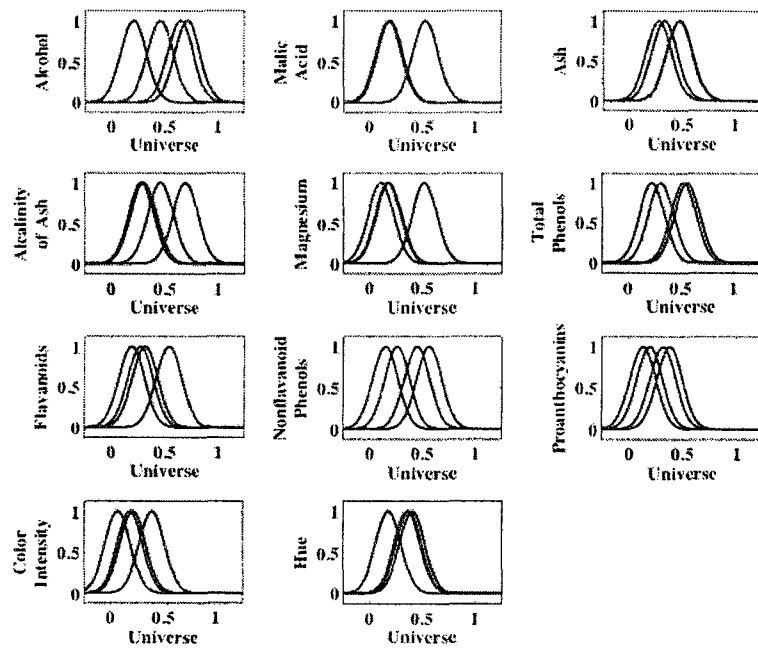 Alcohol
1
0.5
0
0 0.5 1
Universe
Malic
Acid
1
0.5
0
0 0.5 1
Universe
Ash
1
0.5
0
0 0.5 1
Universe
Alcalinity
of Ash
1
0.5
0
0 0.5 1
Universe
Magnesium
1
0.5
0
0 0.5 1
Universe
Total
Phenols
1
0.5
0
0 0.5 1
Universe
Flavanoids
1
0.5
0
0 0.5 1
Universe
Nonflavanoid
Phenols
1
0.5
0
0 0.5 1
Universe
Proanthocyanins
1
0.5
0
0 0.5 1
Universe
Color
Intensity
1
0.5
0
0 0.5 1
Universe
Hue
1
0.5
0
0 0.5 1
Universe